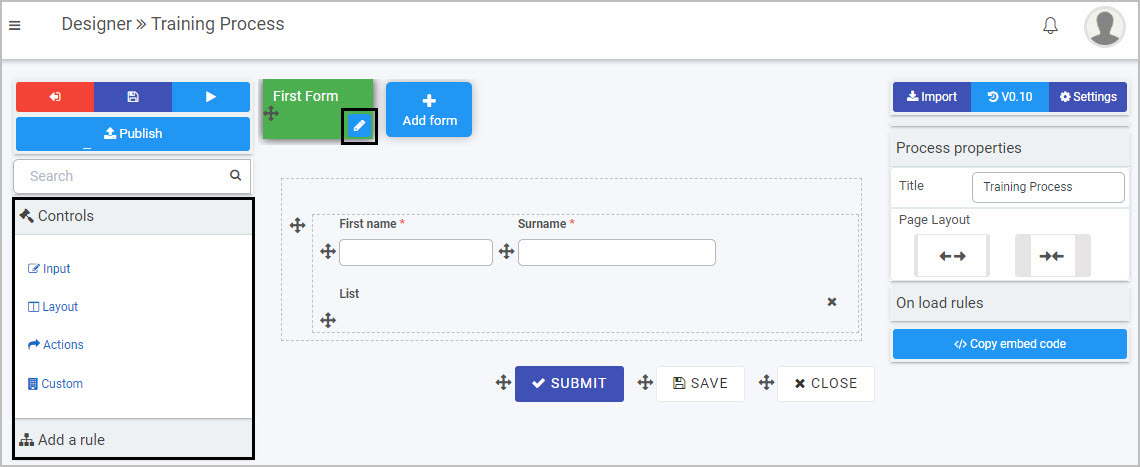 Designer » Training Process
Publish
Search
Controls
Input
Layout
Actions
Custom
Add a rule
First Form
Add form
First name *
Surname *
List
SUBMIT
SAVE
CLOSE
Import
V0.10
Settings
Process properties
Title
Training Process
Page Layout
On load rules
</> Copy embed code